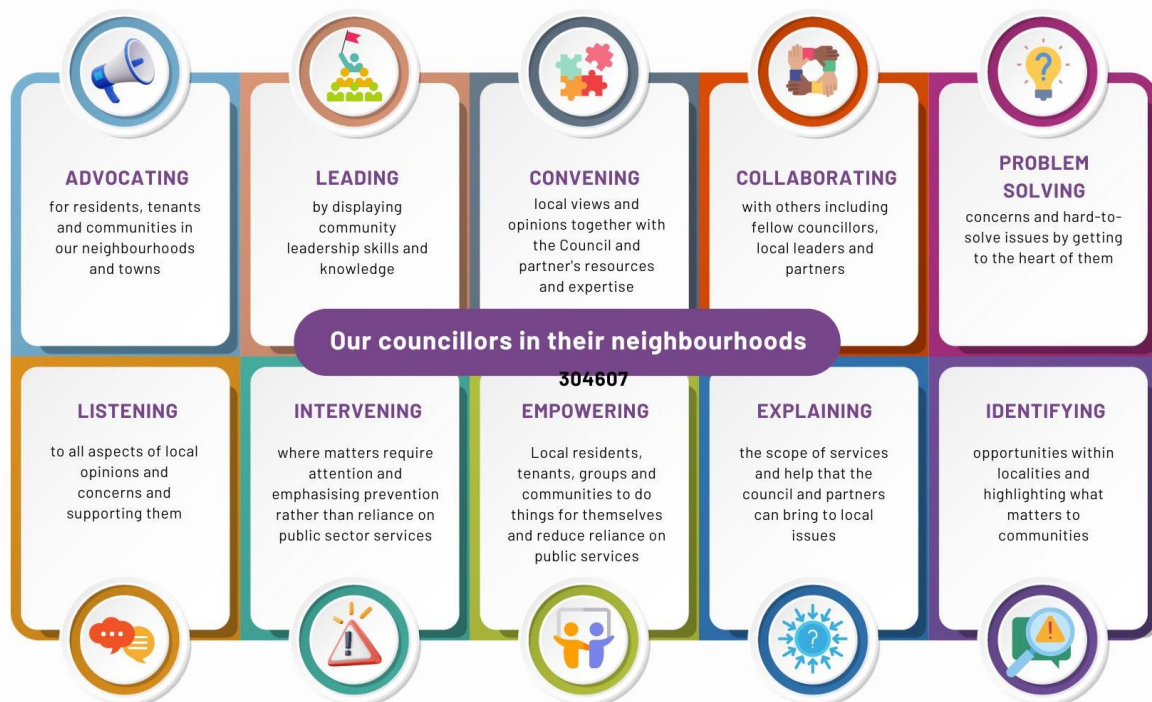 ADVOCATING
for residents, tenants
and communities in
our neighbourhoods
and towns
LEADING
by displaying
community
leadership skills and
knowledge
CONVENING
local views and
opinions together with
the Council and
partner's resources
and expertise
COLLABORATING
with others including
fellow councillors,
local leaders and
partners
PROBLEM
SOLVING
concerns and hard-to-
solve issues by getting
to the heart of them
Our councillors in their neighbourhoods
304607
LISTENING
to all aspects of local
opinions and
concerns and
supporting them
INTERVENING
where matters require
attention and
emphasising prevention
rather than reliance on
public sector services
EMPOWERING
Local residents,
tenants, groups and
communities to do
things for themselves
and reduce reliance on
public services
EXPLAINING
the scope of services
and help that the
council and partners
can bring to local
issues
IDENTIFYING
opportunities within
localities and
highlighting what
matters to
communities